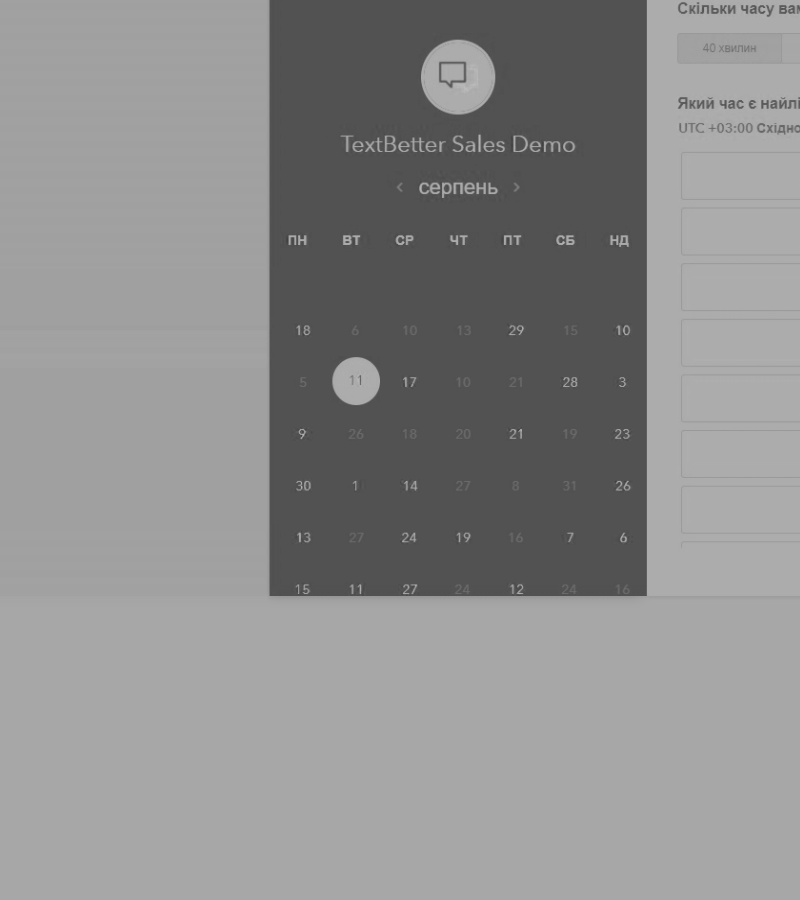 Скільки часу вам
40 хвилин
TextBetter Sales Demo
серпень
Який час є найлі
UTC +03:00 Східно
ПН ВТ СР ЧТ ПТ СБ НД
18 6 10 13 29 15 10
5 11 17 10 21 28 3
9 26 18 20 21 19 23
30 1 14 27 8 31 26
13 27 24 19 16 7 6
15 11 27 24 12 24 16